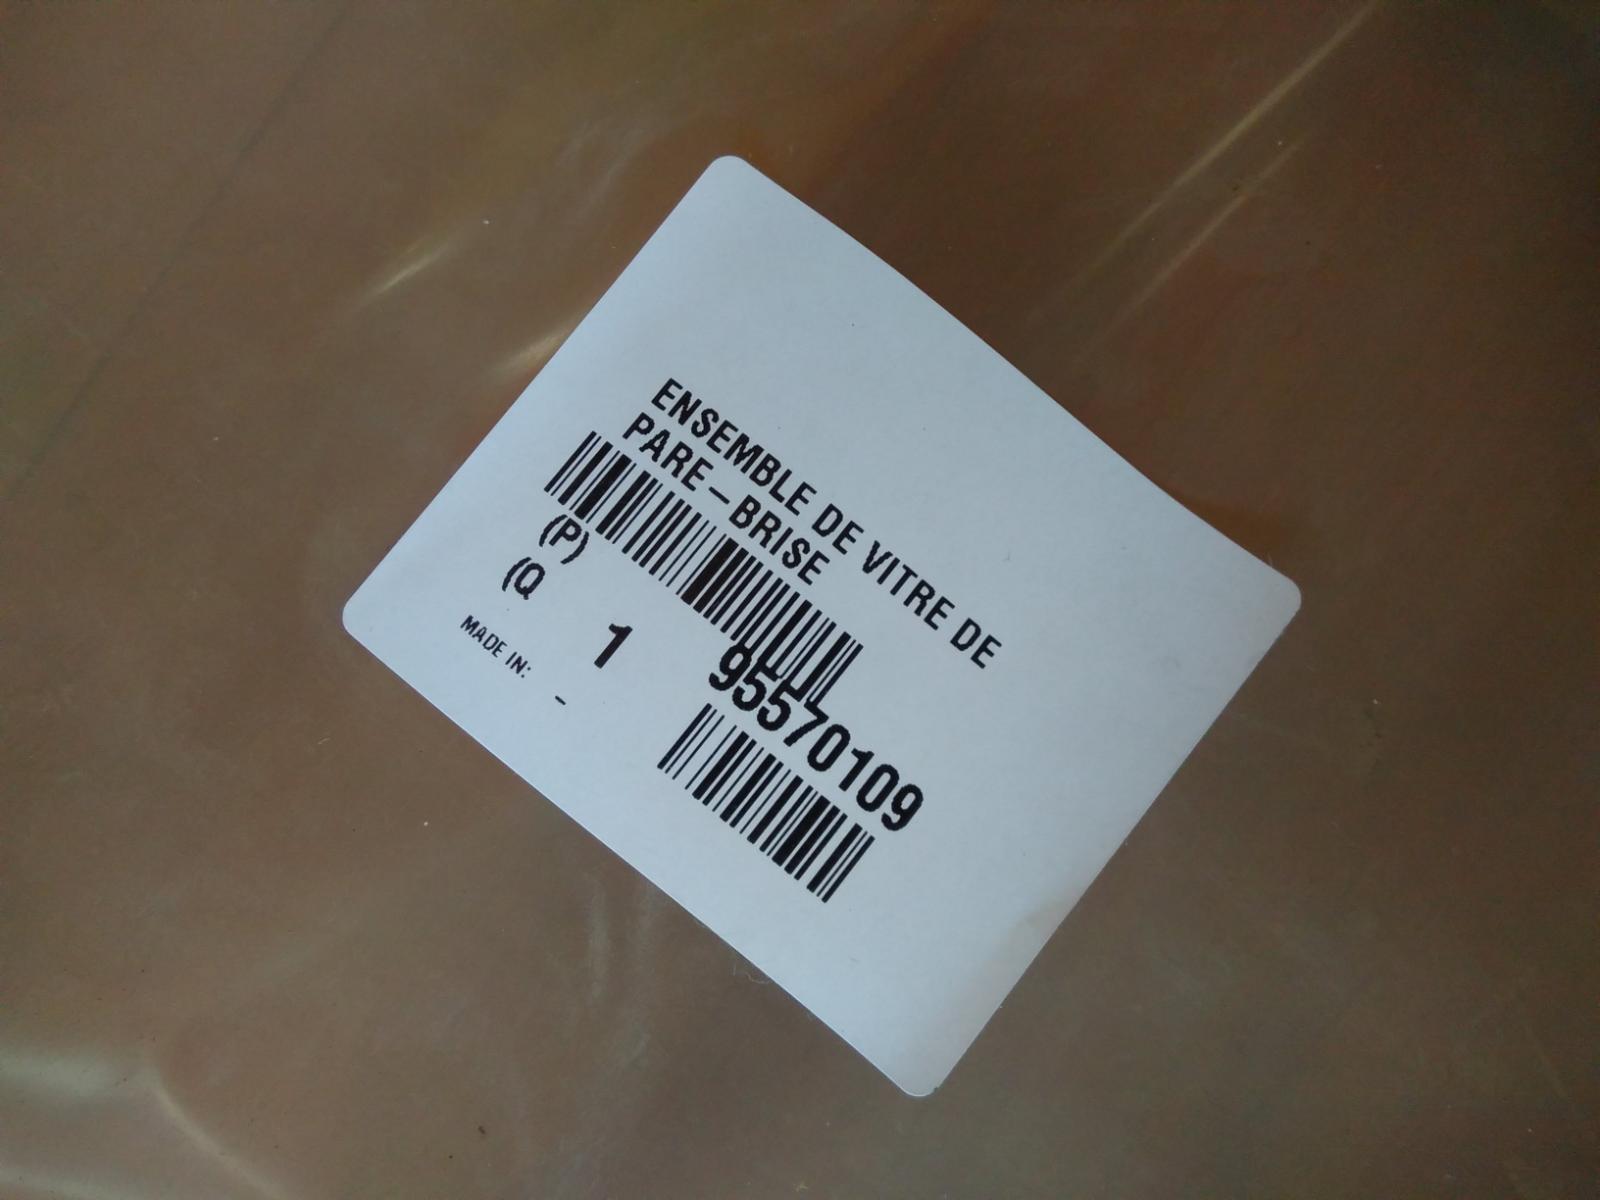 ENSEMBLE DE VITRE DE
PARE-BRISE
(P)
95570109
(Q
1
MADE IN:
-